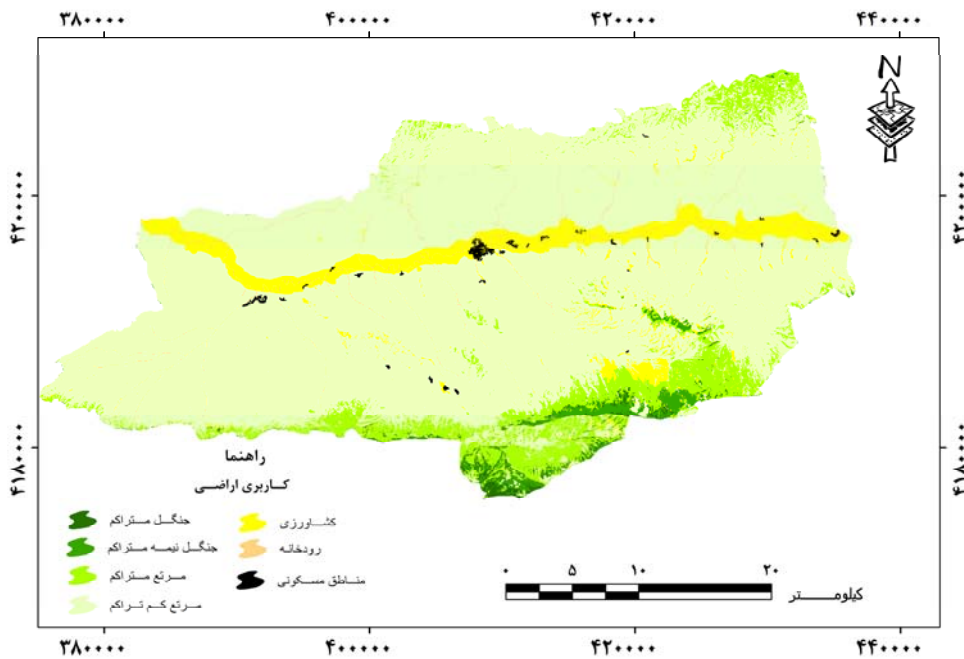 ۳۸۰۰۰۰ ۴۰۰۰۰۰ ۴۲۰۰۰۰ ۴۴۰۰۰۰
N
۴۲۰۰۰۰۰ ۴۲۰۰۰۰۰
۴۱۸۰۰۰۰ ۴۱۸۰۰۰۰
راهنما
کاربری اراضی
جنگل متراکم
جنگل نیمه متراکم
مرتع متراکم
مرتع کم تراکم
کشاورزی
رودخانه
مناطق مسکونی
۰ ۵ ۱۰ ۲۰
کیلومتر
۳۸۰۰۰۰ ۴۰۰۰۰۰ ۴۲۰۰۰۰ ۴۴۰۰۰۰